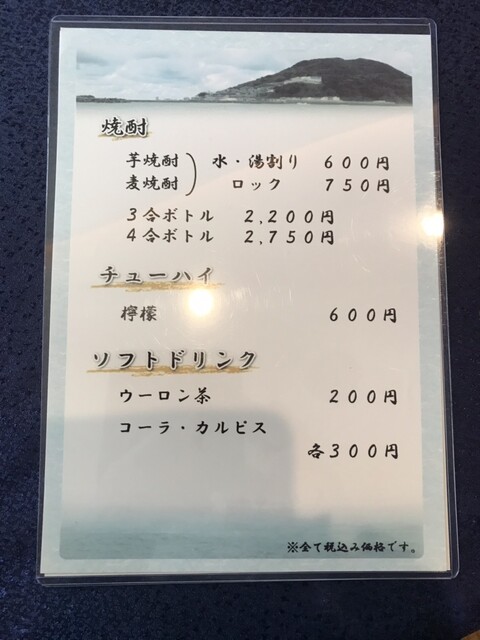 焼酎
芋焼酎 水・湯割り 600円
麦焼酎 ロック 750円
3合ボトル 2,200円
4合ボトル 2,750円
チューハイ
檸檬 600円
ソフトドリンク
ウーロン茶 200円
コーラ・カルピス
各300円
※全て税込み価格です。